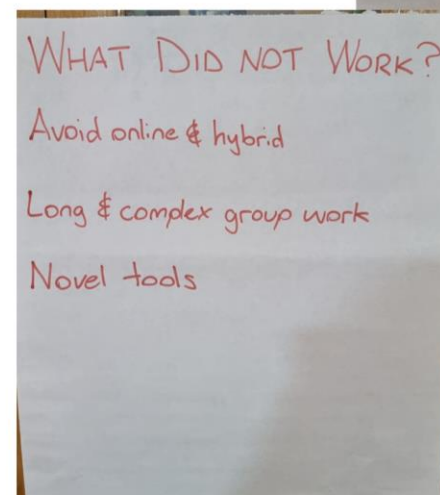 WHAT DID NOT WORK?
Avoid online & hybrid
Long & complex group work
Novel tools